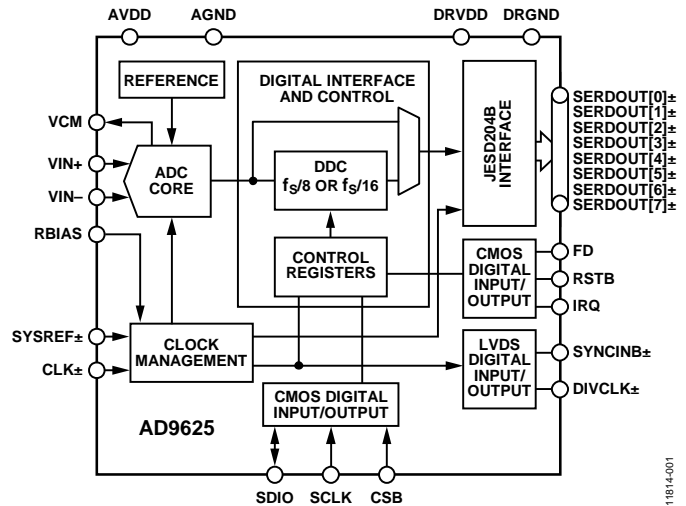 AVDD AGND DRVDD DRGND
REFERENCE
DIGITAL INTERFACE
AND CONTROL
VCM
VIN+
VIN–
RBIAS
SYSREF±
CLK±
ADC
CORE
DDC
fS/8 OR fS/16
CONTROL
REGISTERS
CLOCK
MANAGEMENT
JESD204B
INTERFACE
SERDOUT[0]±
SERDOUT[1]±
SERDOUT[2]±
SERDOUT[3]±
SERDOUT[4]±
SERDOUT[5]±
SERDOUT[6]±
SERDOUT[7]±
CMOS
DIGITAL
INPUT/
OUTPUT
FD
RSTB
IRQ
LVDS
DIGITAL
INPUT/
OUTPUT
SYNCINB±
DIVCLK±
CMOS DIGITAL
INPUT/OUTPUT
AD9625
SDIO SCLK CSB
11814-001